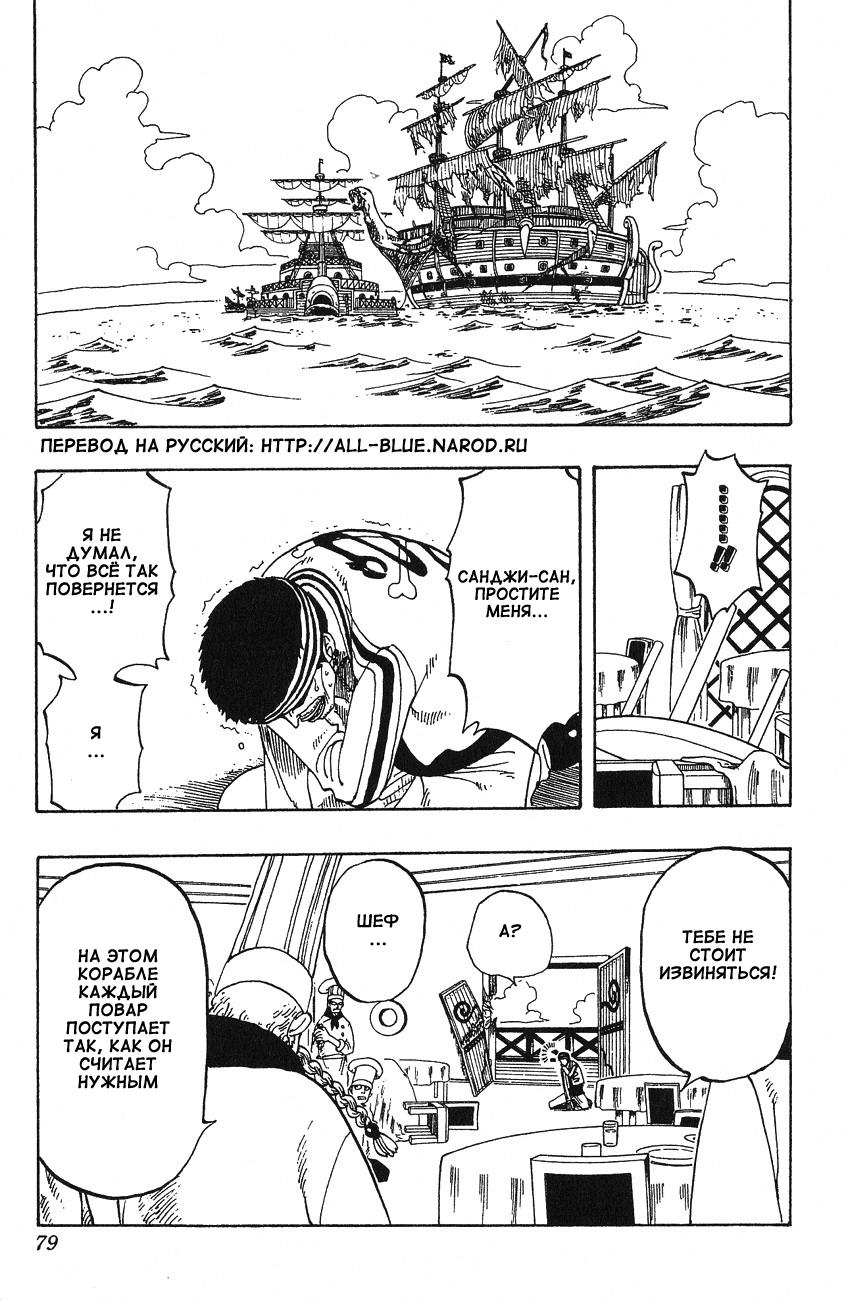 ПЕРЕВОД НА РУССКИЙ: HTTP://ALL-BLUE.NAROD.RU
........!!
САНДЖИ-САН,
ПРОСТИТЕ
МЕНЯ...
Я НЕ
ДУМАЛ,
ЧТО ВСЁ ТАК
ПОВЕРНЕТСЯ
...!
Я
...
ТЕБЕ НЕ
СТОИТ
ИЗВИНЯТЬСЯ!
А?
ШЕФ
...
НА ЭТОМ
КОРАБЛЕ
КАЖДЫЙ
ПОВАР
ПОСТУПАЕТ
ТАК, КАК ОН
СЧИТАЕТ
НУЖНЫМ
79